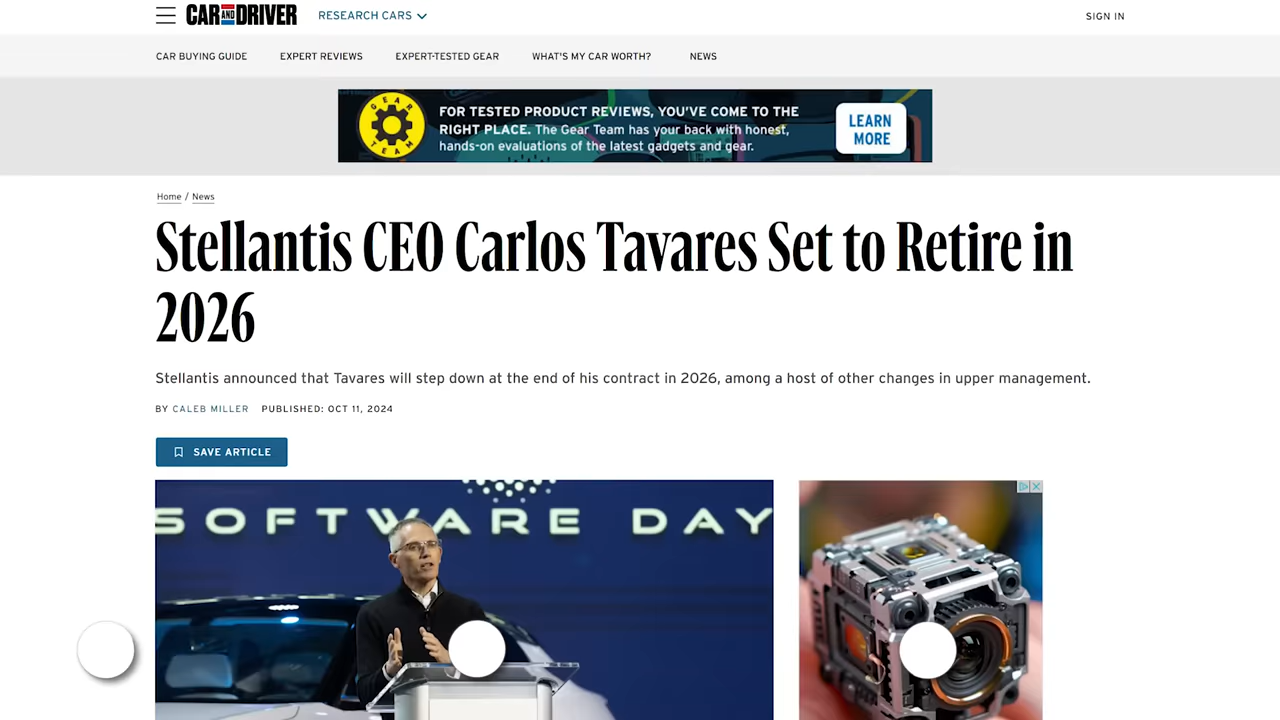 CAR AND DRIVER
RESEARCH CARS
SIGN IN
CAR BUYING GUIDE
EXPERT REVIEWS
EXPERT-TESTED GEAR
WHAT'S MY CAR WORTH?
NEWS
GEAR TEAM
FOR TESTED PRODUCT REVIEWS, YOU'VE COME TO THE
RIGHT PLACE. The Gear Team has your back with honest,
hands-on evaluations of the latest gadgets and gear.
LEARN
MORE
Home / News
Stellantis CEO Carlos Tavares Set to Retire in
2026
Stellantis announced that Tavares will step down at the end of his contract in 2026, among a host of other changes in upper management.
BY CALEB MILLER PUBLISHED: OCT 11, 2024
SAVE ARTICLE
SOFTWARE DAY